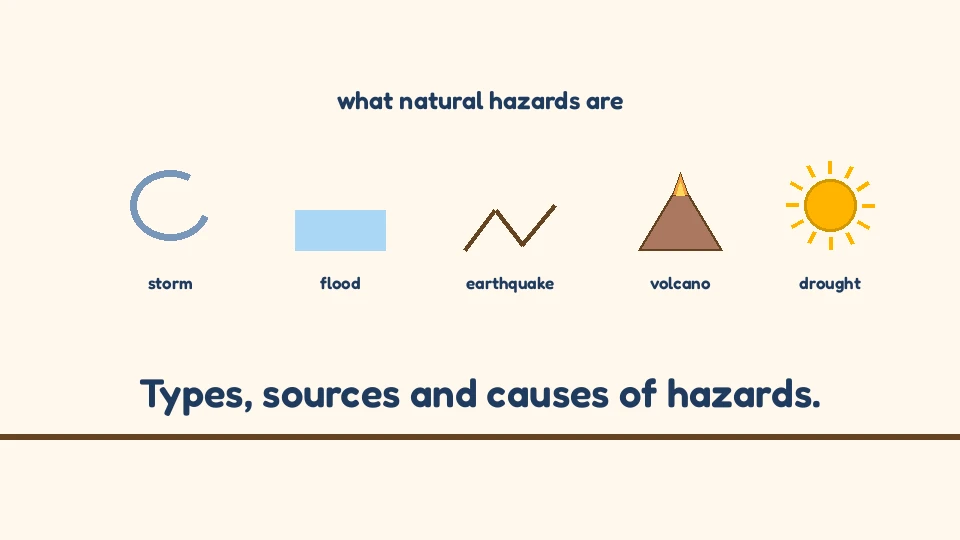 what natural hazards are
storm
flood
earthquake
volcano
drought
Types, sources and causes of hazards.